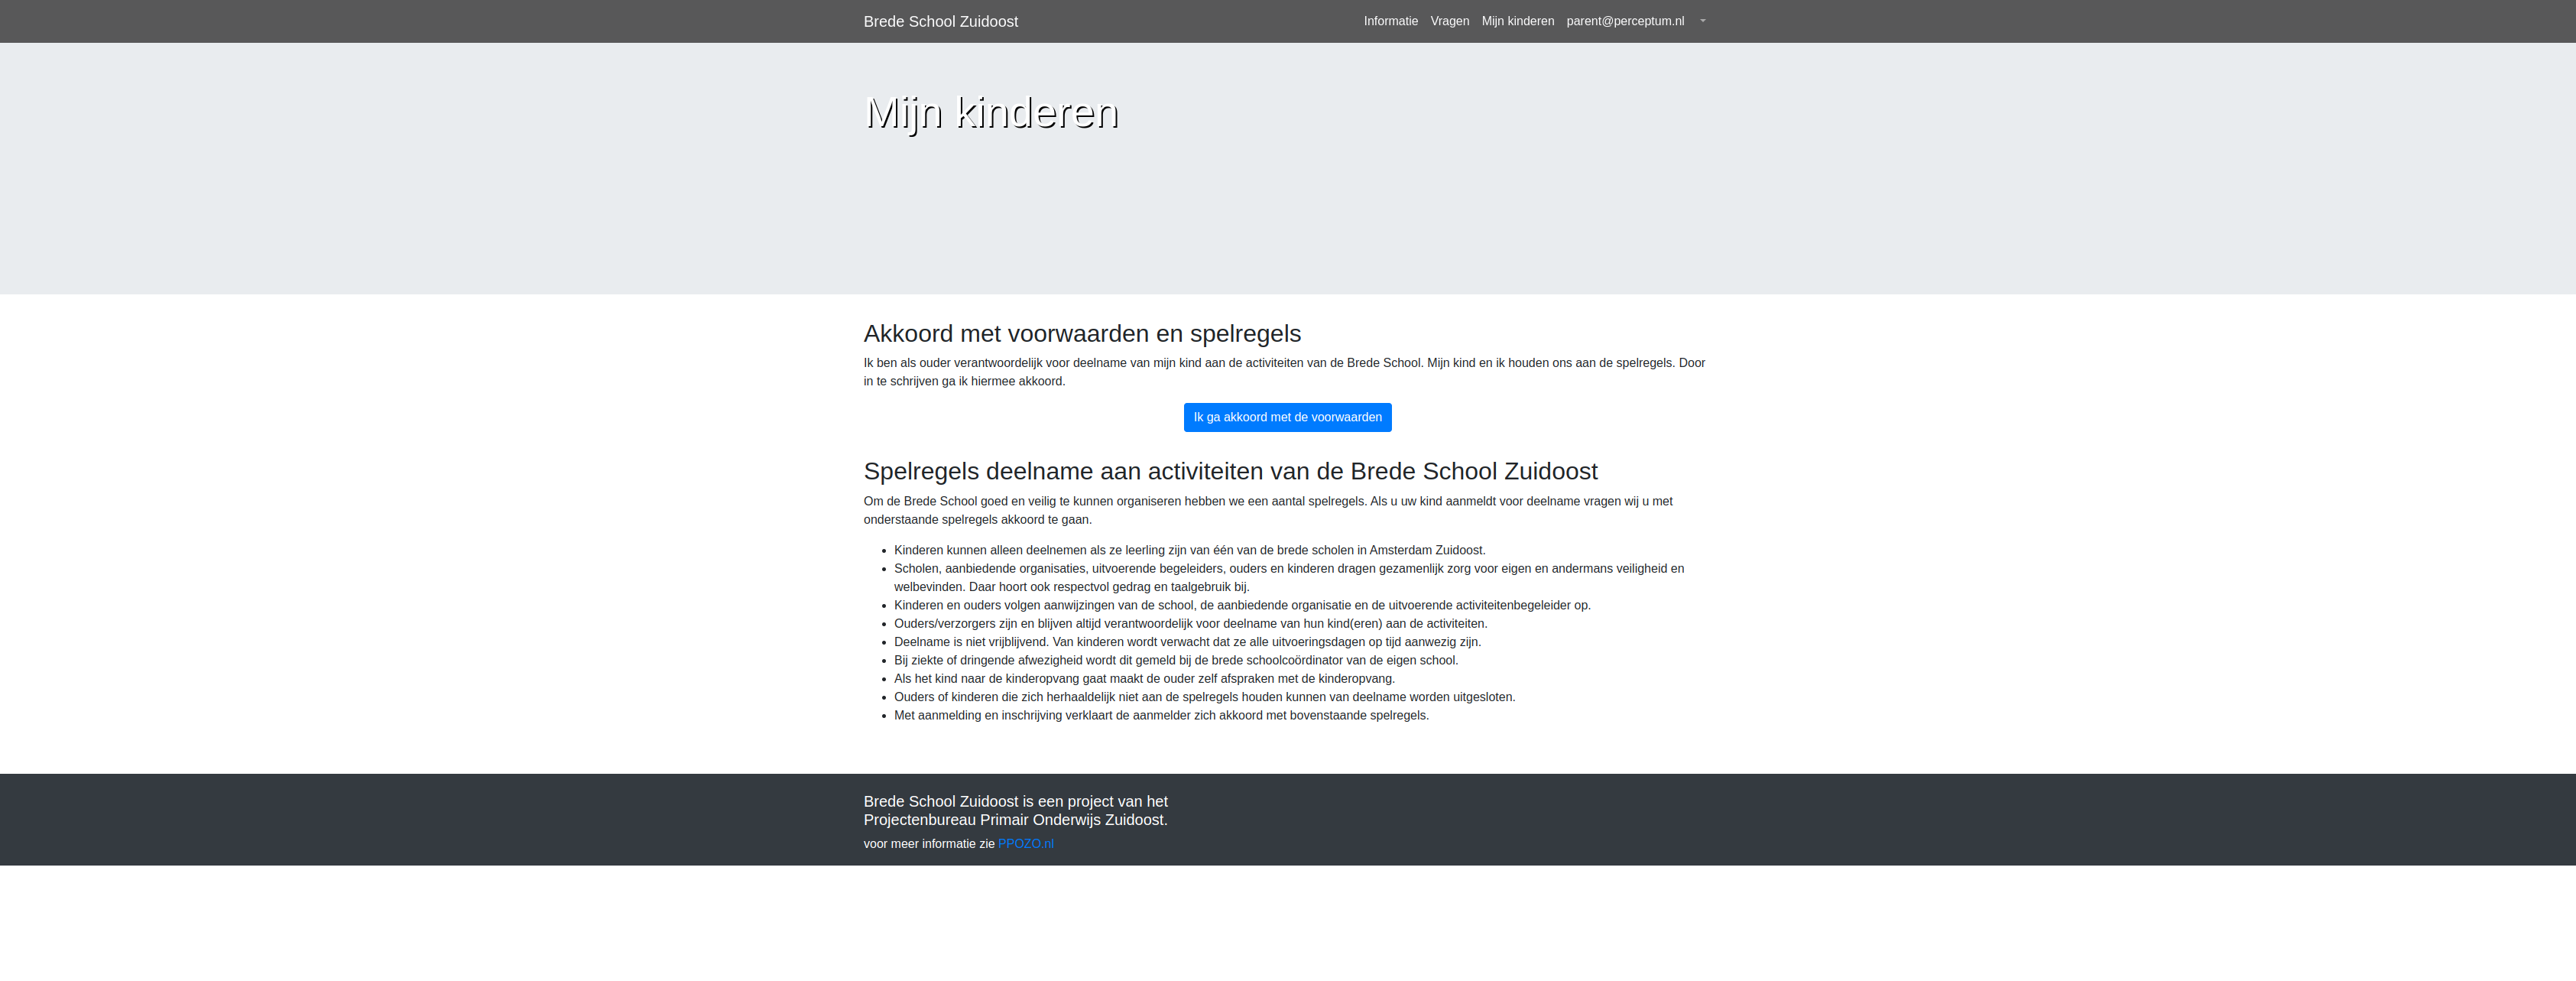 Brede School Zuidoost
Informatie Vragen Mijn kinderen parent@perceptum.nl
Mijn kinderen
Akkoord met voorwaarden en spelregels
Ik ben als ouder verantwoordelijk voor deelname van mijn kind aan de activiteiten van de Brede School. Mijn kind en ik houden ons aan de spelregels. Door
in te schrijven ga ik hiermee akkoord.
Ik ga akkoord met de voorwaarden
Spelregels deelname aan activiteiten van de Brede School Zuidoost
Om de Brede School goed en veilig te kunnen organiseren hebben we een aantal spelregels. Als u uw kind aanmeldt voor deelname vragen wij u met
onderstaande spelregels akkoord te gaan.
• Kinderen kunnen alleen deelnemen als ze leerling zijn van één van de brede scholen in Amsterdam Zuidoost.
• Scholen, aanbiedende organisaties, uitvoerende begeleiders, ouders en kinderen dragen gezamenlijk zorg voor eigen en andermans veiligheid en
welbevinden. Daar hoort ook respectvol gedrag en taalgebruik bij.
• Kinderen en ouders volgen aanwijzingen van de school, de aanbiedende organisatie en de uitvoerende activiteitenbegeleider op.
• Ouders/verzorgers zijn en blijven altijd verantwoordelijk voor deelname van hun kind(eren) aan de activiteiten.
• Deelname is niet vrijblijvend. Van kinderen wordt verwacht dat ze alle uitvoeringsdagen op tijd aanwezig zijn.
• Bij ziekte of dringende afwezigheid wordt dit gemeld bij de brede schoolcoördinator van de eigen school.
• Als het kind naar de kinderopvang gaat maakt de ouder zelf afspraken met de kinderopvang.
• Ouders of kinderen die zich herhaaldelijk niet aan de spelregels houden kunnen van deelname worden uitgesloten.
• Met aanmelding en inschrijving verklaart de aanmelder zich akkoord met bovenstaande spelregels.
Brede School Zuidoost is een project van het
Projectenbureau Primair Onderwijs Zuidoost.
voor meer informatie zie PPOZO.nl